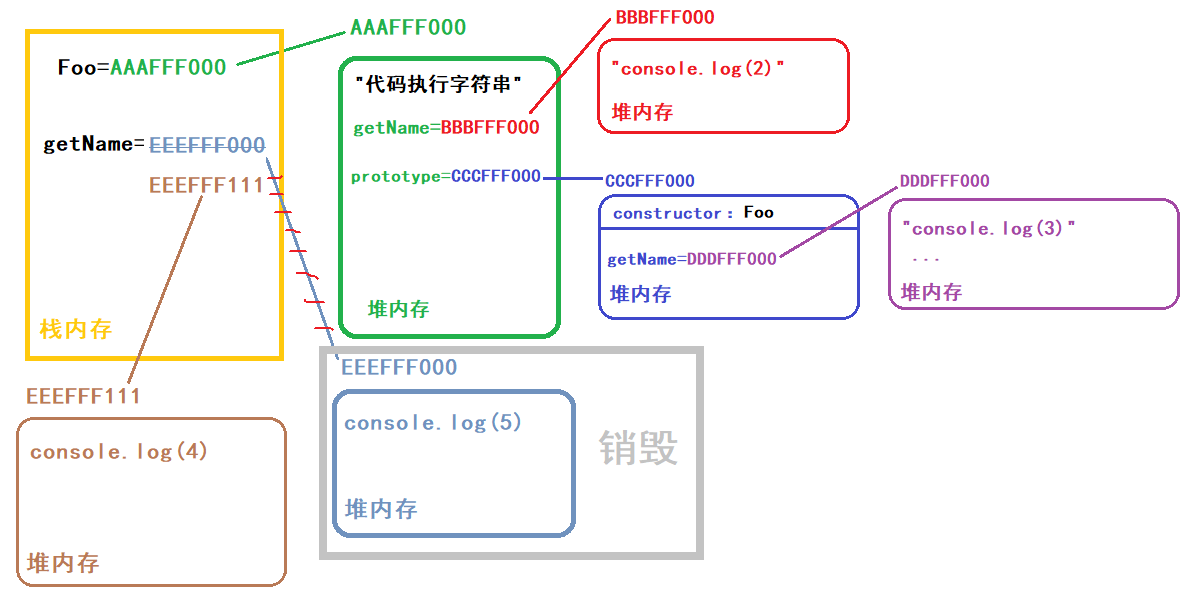 Foo=AAAFFF000
getName=EEEFFF000
EEEFFF111
栈内存
AAAFFF000
"代码执行字符串"
getName=BBBFFF000
prototype=CCCFFF000
堆内存
BBBFFF000
"console.log(2)"
堆内存
CCCFFF000
constructor：Foo
getName=DDDFFF000
堆内存
DDDFFF000
"console.log(3)"
...
堆内存
EEEFFF111
console.log(4)
堆内存
EEEFFF000
console.log(5)
堆内存
销毁